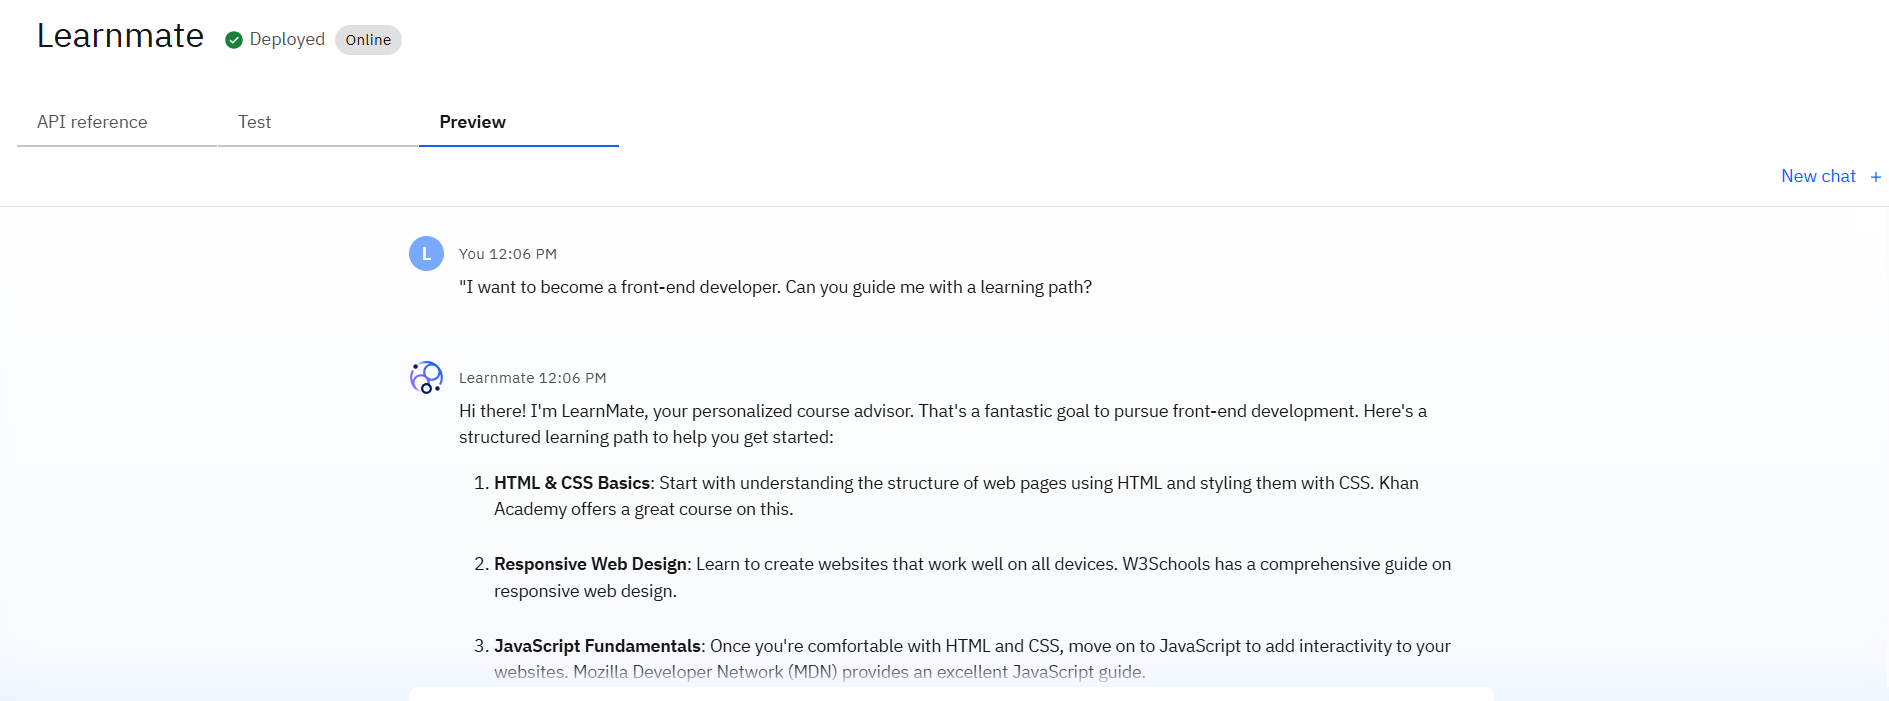 Learnmate Deployed Online
API reference Test Preview
New chat +
L You 12:06 PM
"I want to become a front-end developer. Can you guide me with a learning path?
Learnmate 12:06 PM
Hi there! I'm LearnMate, your personalized course advisor. That's a fantastic goal to pursue front-end development. Here's a
structured learning path to help you get started:
1. HTML & CSS Basics: Start with understanding the structure of web pages using HTML and styling them with CSS. Khan
Academy offers a great course on this.
2. Responsive Web Design: Learn to create websites that work well on all devices. W3Schools has a comprehensive guide on
responsive web design.
3. JavaScript Fundamentals: Once you're comfortable with HTML and CSS, move on to JavaScript to add interactivity to your
websites. Mozilla Developer Network (MDN) provides an excellent JavaScript guide.